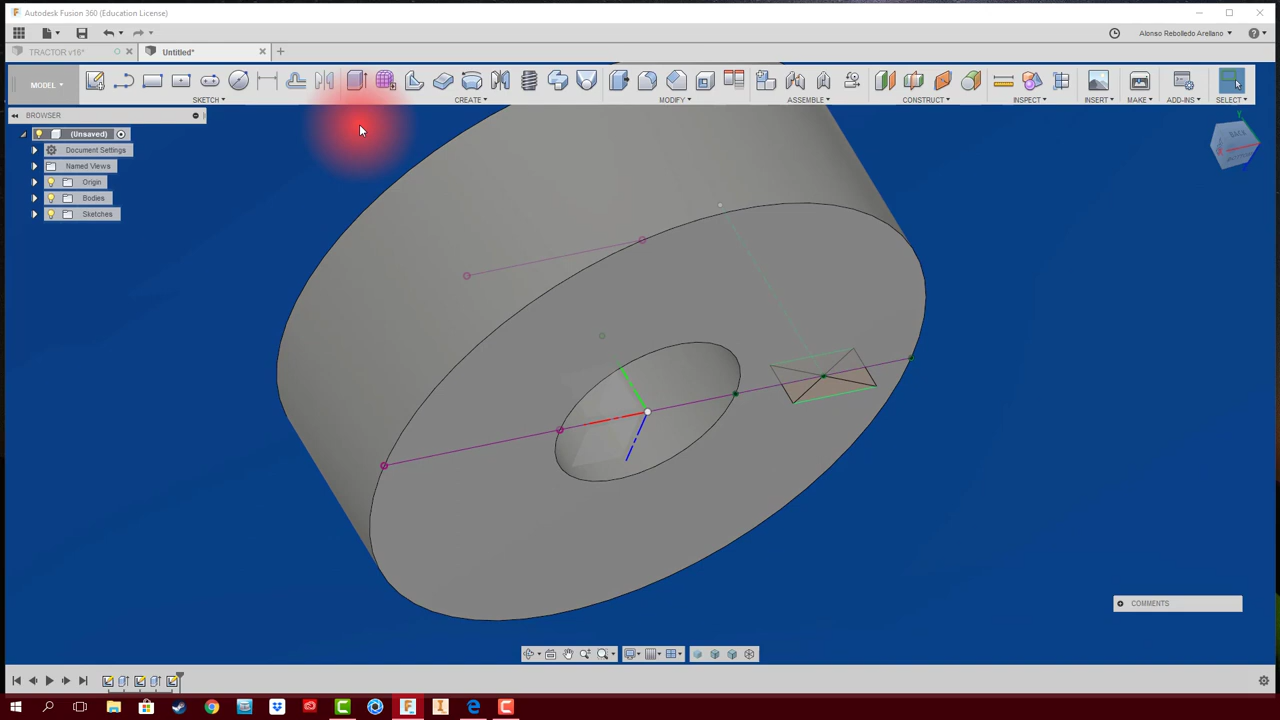 Autodesk Fusion 360 (Education License)
Alonso Rebolledo Arellano
TRACTOR v16*
Untitled*
MODEL
SKETCH
CREATE
MODIFY
ASSEMBLE
CONSTRUCT
INSPECT
INSERT
MAKE
ADD-INS
SELECT
BROWSER
(Unsaved)
Document Settings
Named Views
Origin
Bodies
Sketches
BACK
COMMENTS